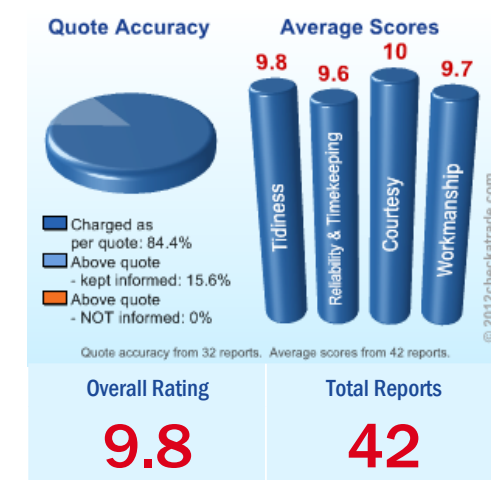 Quote Accuracy
Average Scores
9.8
9.6
10
9.7
Tidiness
Reliability & Timekeeping
Courtesy
Workmanship
Charged as
per quote: 84.4%
Above quote
- kept informed: 15.6%
Above quote
- NOT informed: 0%
© 2012checkatrade.com
Quote accuracy from 32 reports. Average scores from 42 reports.
Overall Rating
Total Reports
9.8
42